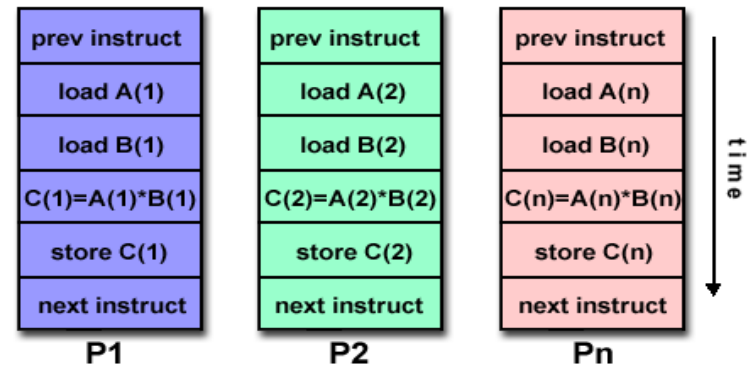 prev instruct
load A(1)
load B(1)
C(1)=A(1)*B(1)
store C(1)
next instruct
P1
prev instruct
load A(2)
load B(2)
C(2)=A(2)*B(2)
store C(2)
next instruct
P2
prev instruct
load A(n)
load B(n)
C(n)=A(n)*B(n)
store C(n)
next instruct
Pn
time